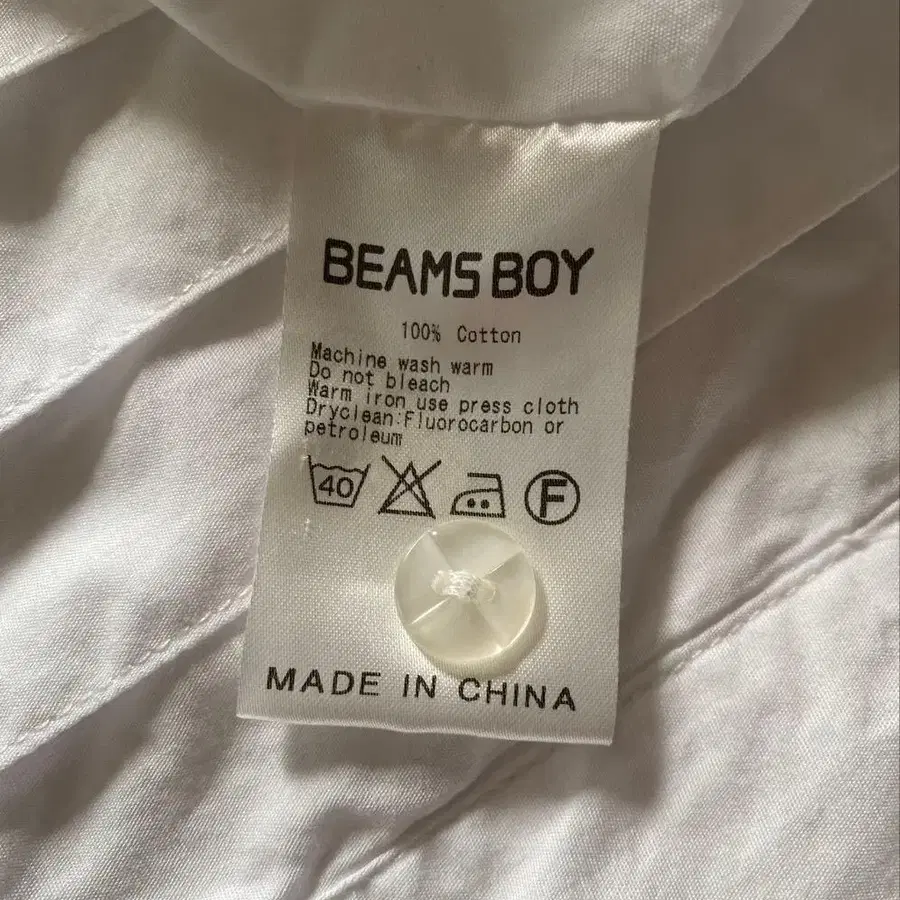 BEAMS BOY
100% Cotton
Machine wash warm
Do not bleach
Warm iron use press cloth
Dryclean:Fluorocarbon or
petroleum
40
F
MADE IN CHINA